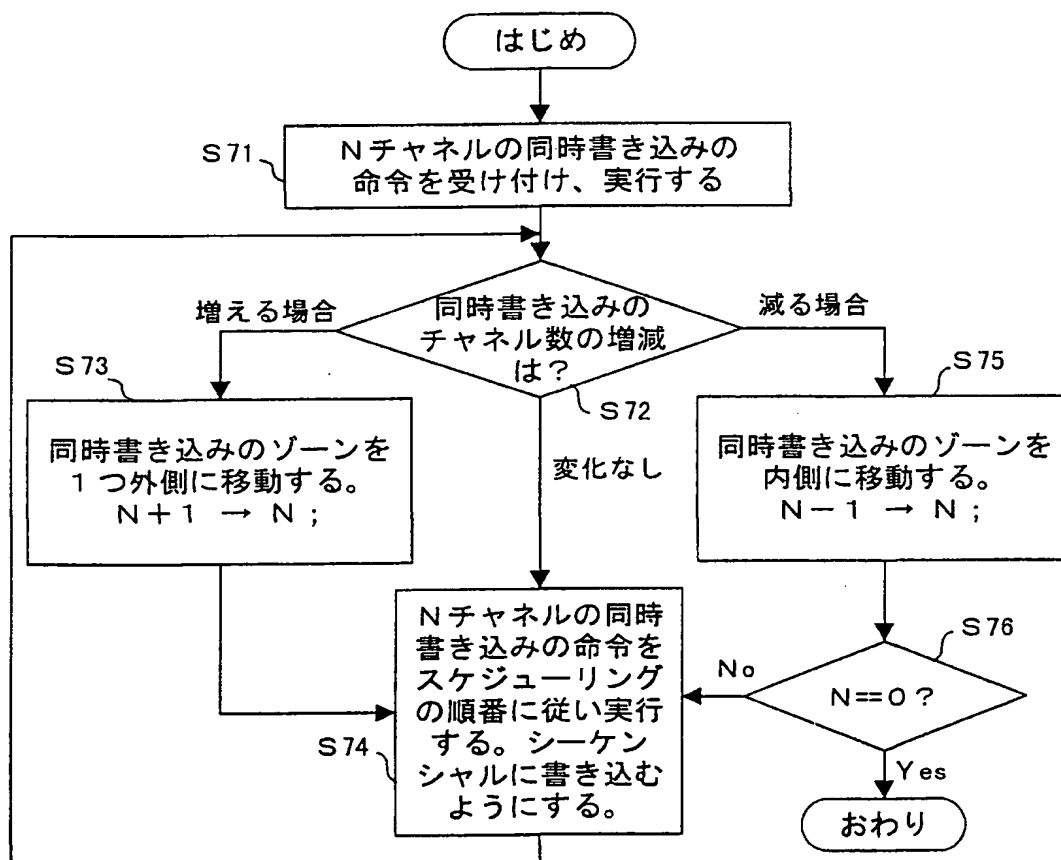 はじめ
S71
Nチャネルの同時書き込みの
命令を受け付け、実行する
同時書き込みの
チャネル数の増減
は？
S72
増える場合
減る場合
変化なし
S73
同時書き込みのゾーンを
1つ外側に移動する。
N+1 → N；
S75
同時書き込みのゾーンを
内側に移動する。
N−1 → N；
S74
Nチャネルの同時
書き込みの命令を
スケジューリング
の順番に従い実行
する。シーケン
シャルに書き込む
ようにする。
S76
N==0？
No
Yes
おわり